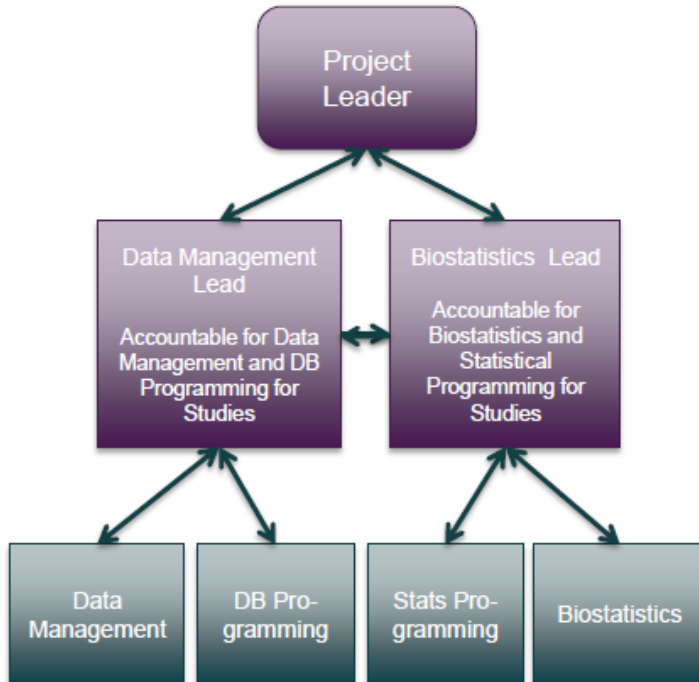 Project
Leader
Data Management
Lead
Accountable for Data
Management and DB
Programming for
Studies
Biostatistics Lead
Accountable for
Biostatistics and
Statistical
Programming for
Studies
Data
Management
DB Pro-
gramming
Stats Pro-
gramming
Biostatistics